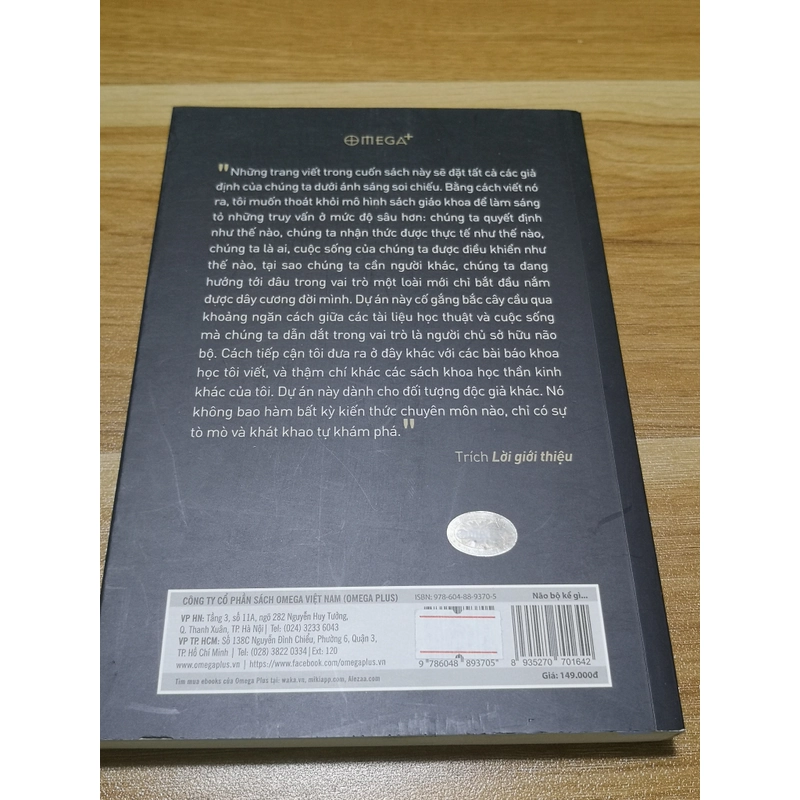 OMEGA+
"Những trang viết trong cuốn sách này sẽ đặt tất cả các giả
định của chúng ta dưới ánh sáng soi chiếu. Bằng cách viết nó
ra, tôi muốn thoát khỏi mô hình sách giáo khoa để làm sáng
tỏ những truy vấn ở mức độ sâu hơn: chúng ta quyết định
như thế nào, chúng ta nhận thức được thực tế như thế nào,
chúng ta là ai, cuộc sống của chúng ta được điều khiển như
thế nào, tại sao chúng ta cần người khác, chúng ta đang
hướng tới đâu trong vai trò một loài mới chỉ bắt đầu nắm
được dây cương đời mình. Dự án này cố gắng bắc cây cầu qua
khoảng ngăn cách giữa các tài liệu học thuật và cuộc sống
mà chúng ta dẫn dắt trong vai trò là người chủ sở hữu não
bộ. Cách tiếp cận tôi đưa ra ở đây khác với các bài báo khoa
học tôi viết, và thậm chí khác các sách khoa học thần kinh
khác của tôi. Dự án này dành cho đối tượng độc giả khác. Nó
không bao hàm bất kỳ kiến thức chuyên môn nào, chỉ có sự
tò mò và khát khao tự khám phá."
Trích Lời giới thiệu
CÔNG TY CỔ PHẦN SÁCH OMEGA VIỆT NAM (OMEGA PLUS)
VP HN: Tầng 3, số 11A, ngõ 282 Nguyễn Huy Tưởng,
Q. Thanh Xuân, TP. Hà Nội | Tel: (024) 3233 6043
VP TP. HCM: Số 138C Nguyễn Đình Chiểu, Phường 6, Quận 3,
TP. Hồ Chí Minh | Tel: (028) 3822 0334 | Ext: 120
www.omegaplus.vn | https://www.facebook.com/omegaplus.vn
Tìm mua ebooks của Omega Plus tại: waka.vn, mikiapp.com, Alezaa.com
ISBN: 978-604-88-9370-5
9 786048 893705
Não bộ kể gì...
8 935270 701642
Giá: 149.000đ